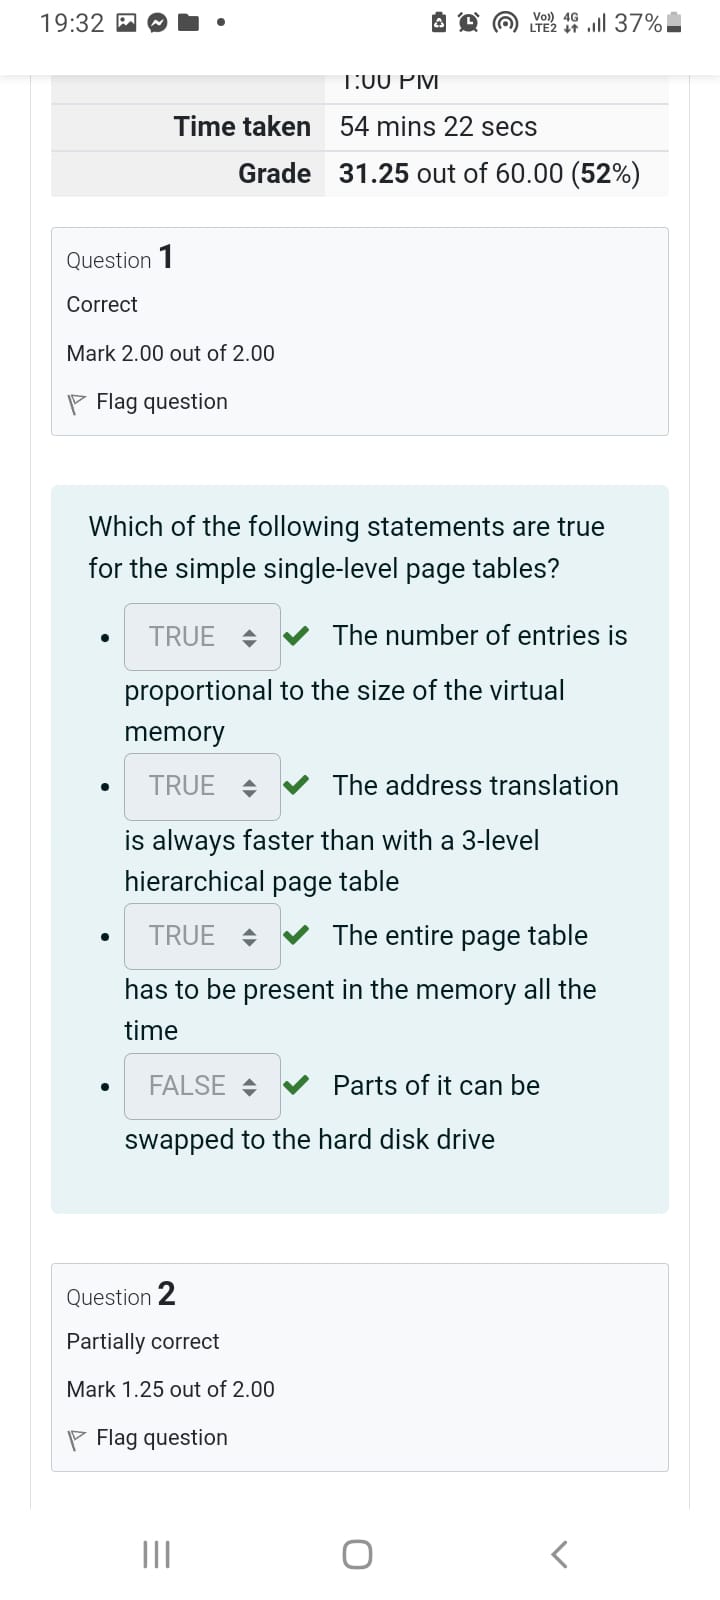 19:32
Vo)) 4G
LTE2
37%
1:00 PM
Time taken 54 mins 22 secs
Grade 31.25 out of 60.00 (52%)
Question 1
Correct
Mark 2.00 out of 2.00
Flag question
Which of the following statements are true
for the simple single-level page tables?
TRUE The number of entries is
proportional to the size of the virtual
memory
TRUE The address translation
is always faster than with a 3-level
hierarchical page table
TRUE The entire page table
has to be present in the memory all the
time
FALSE Parts of it can be
swapped to the hard disk drive
Question 2
Partially correct
Mark 1.25 out of 2.00
Flag question